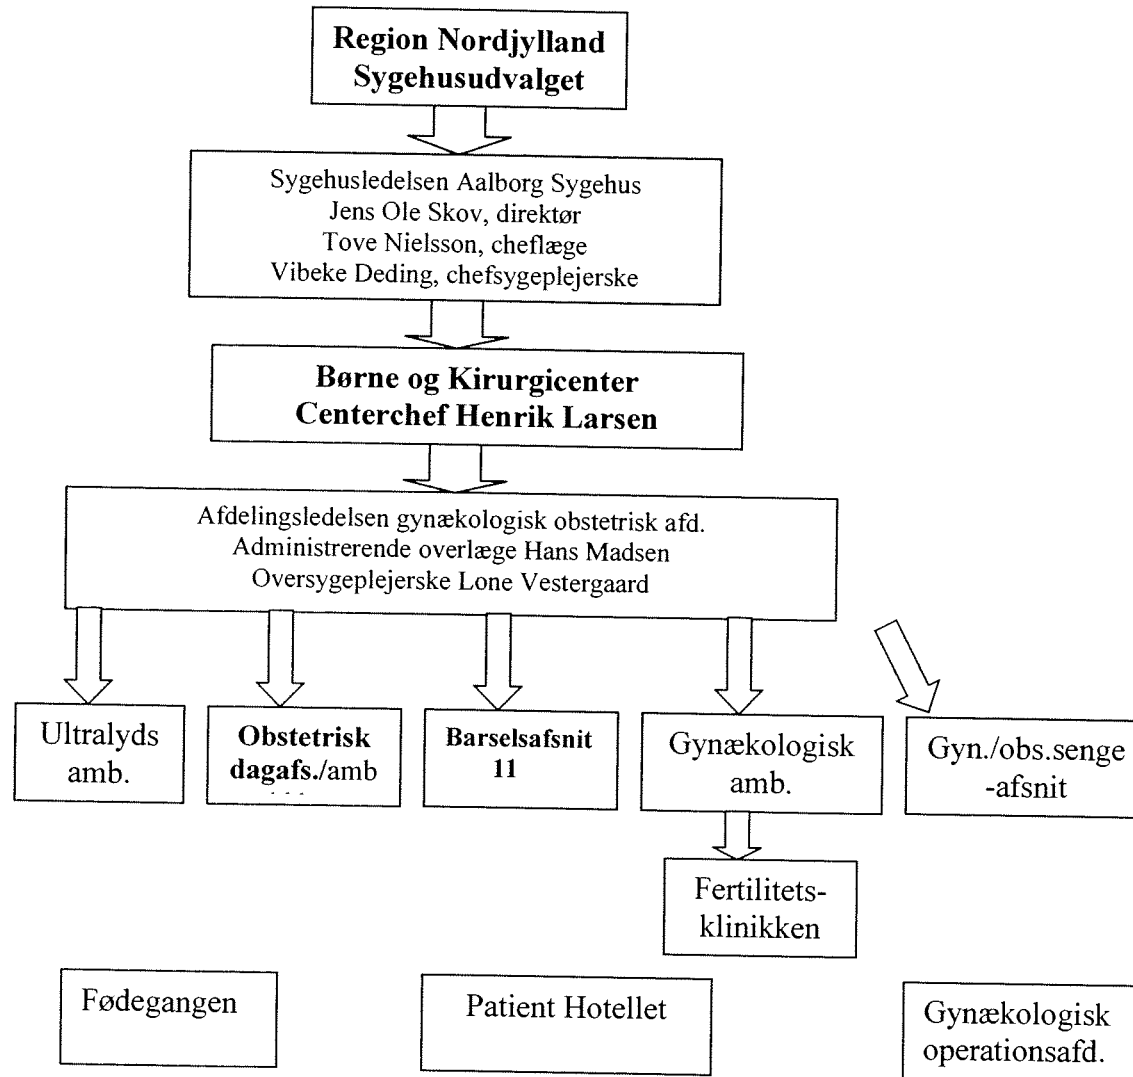 Region Nordjylland
Sygehusudvalget
Sygehusledelsen Aalborg Sygehus
Jens Ole Skov, direktør
Tove Nielsson, cheflæge
Vibeke Deding, chefsygeplejerske
Børne og Kirurgicenter
Centerchef Henrik Larsen
Afdelingsledelsen gynækologisk obstetrisk afd.
Administrerende overlæge Hans Madsen
Oversygeplejerske Lone Vestergaard
Ultralyds
amb.
Obstetrisk
dagafs./amb
Barselsafsnit
11
Gynækologisk
amb.
Gyn./obs.senge
-afsnit
Fertilitets-
klinikken
Fødegangen
Patient Hotellet
Gynækologisk
operationsafd.